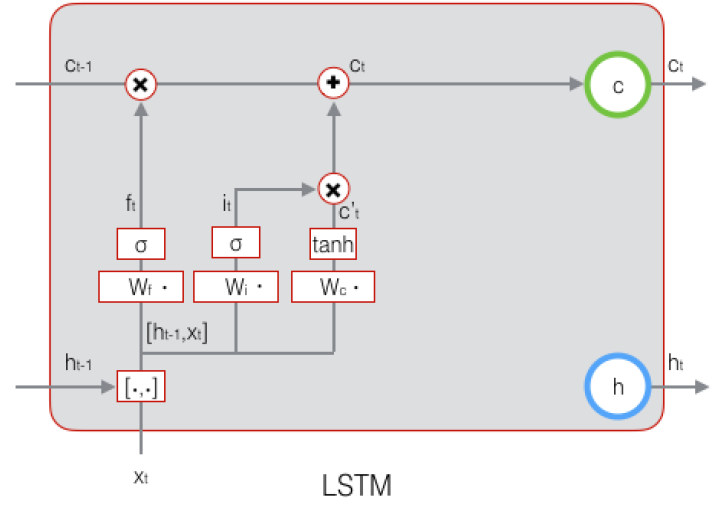 Ct-1
Ct
c
Ct
ft
it
c't
σ
σ
tanh
Wf ·
Wi ·
Wc ·
[ht-1,xt]
ht-1
[·,·]
h
ht
xt
LSTM